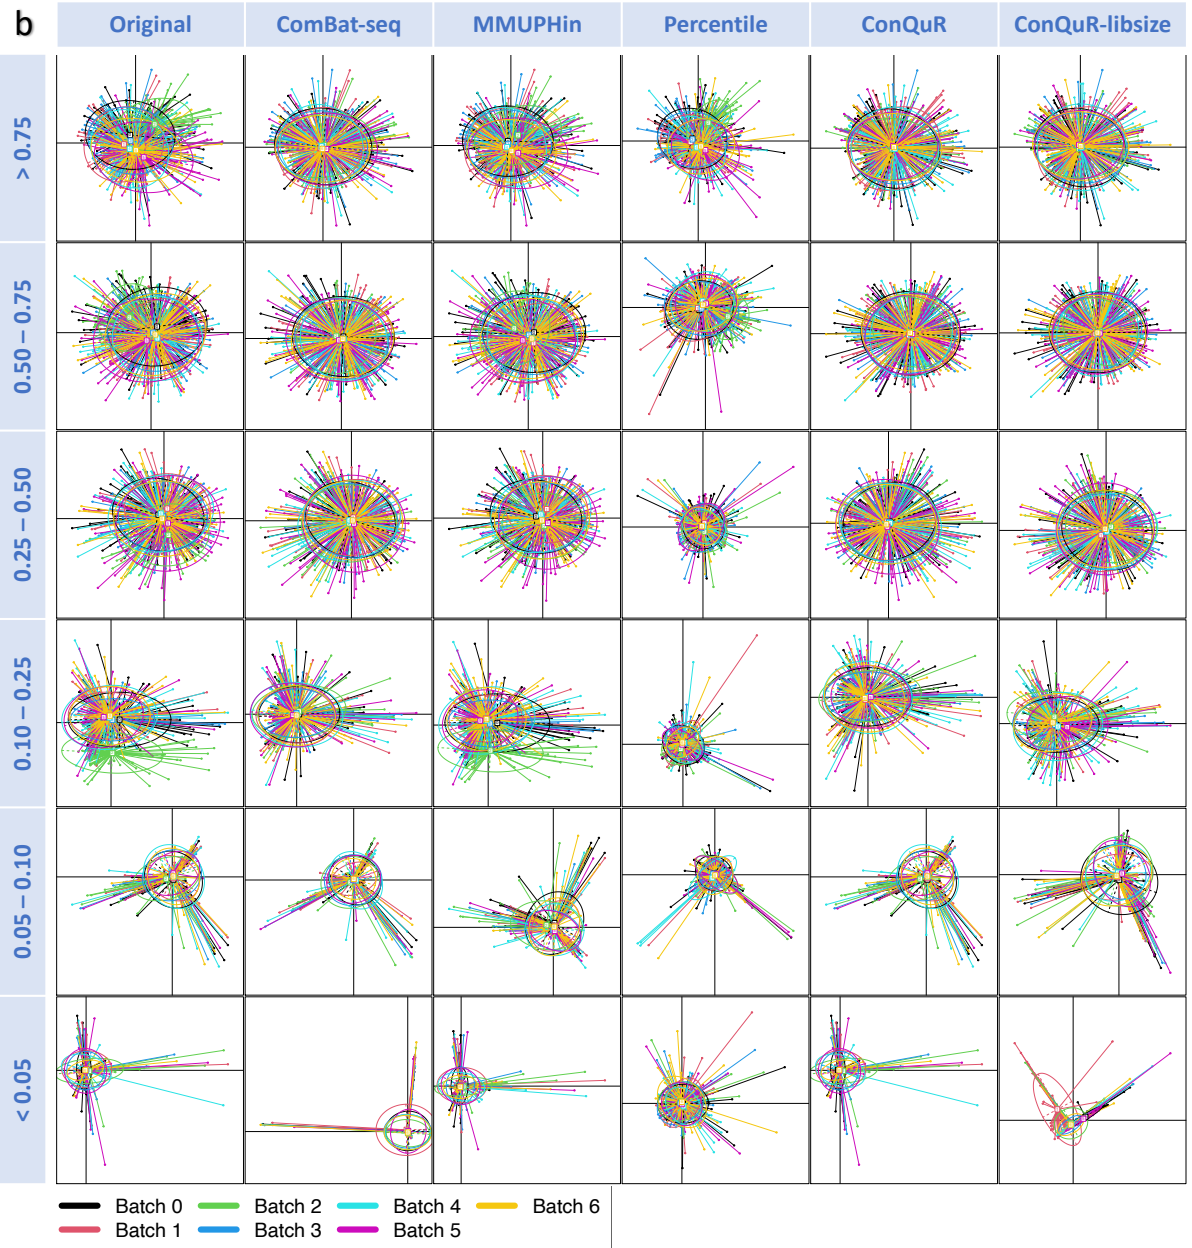 b
Original ComBat-seq MMUPHin Percentile ConQuR ConQuR-libsize
> 0.75
0.50 – 0.75
0.25 – 0.50
0.10 – 0.25
0.05 – 0.10
< 0.05
Batch 0 Batch 2 Batch 4 Batch 6
Batch 1 Batch 3 Batch 5